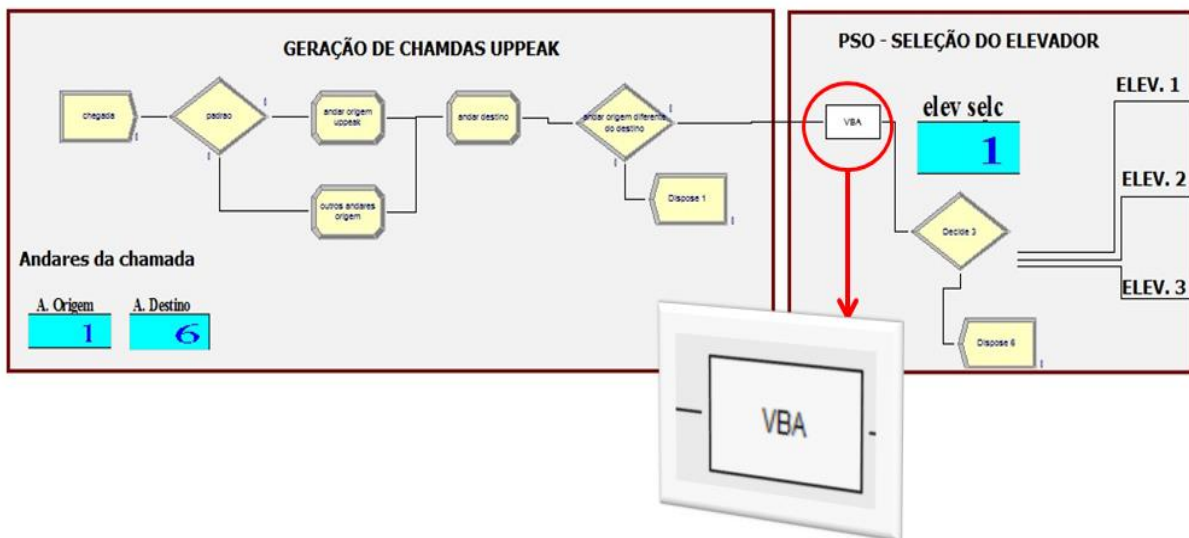 GERAÇÃO DE CHAMDAS UPPEAK
chegada
padrao
andar origem
uppeak
andar destino
andar origem diferente
do destino
outros andares
origem
Dispose 1
Andares da chamada
A. Origem
1
A. Destino
6
PSO - SELEÇÃO DO ELEVADOR
VBA
elev selc
1
Decide 3
Dispose 6
ELEV. 1
ELEV. 2
ELEV. 3
VBA